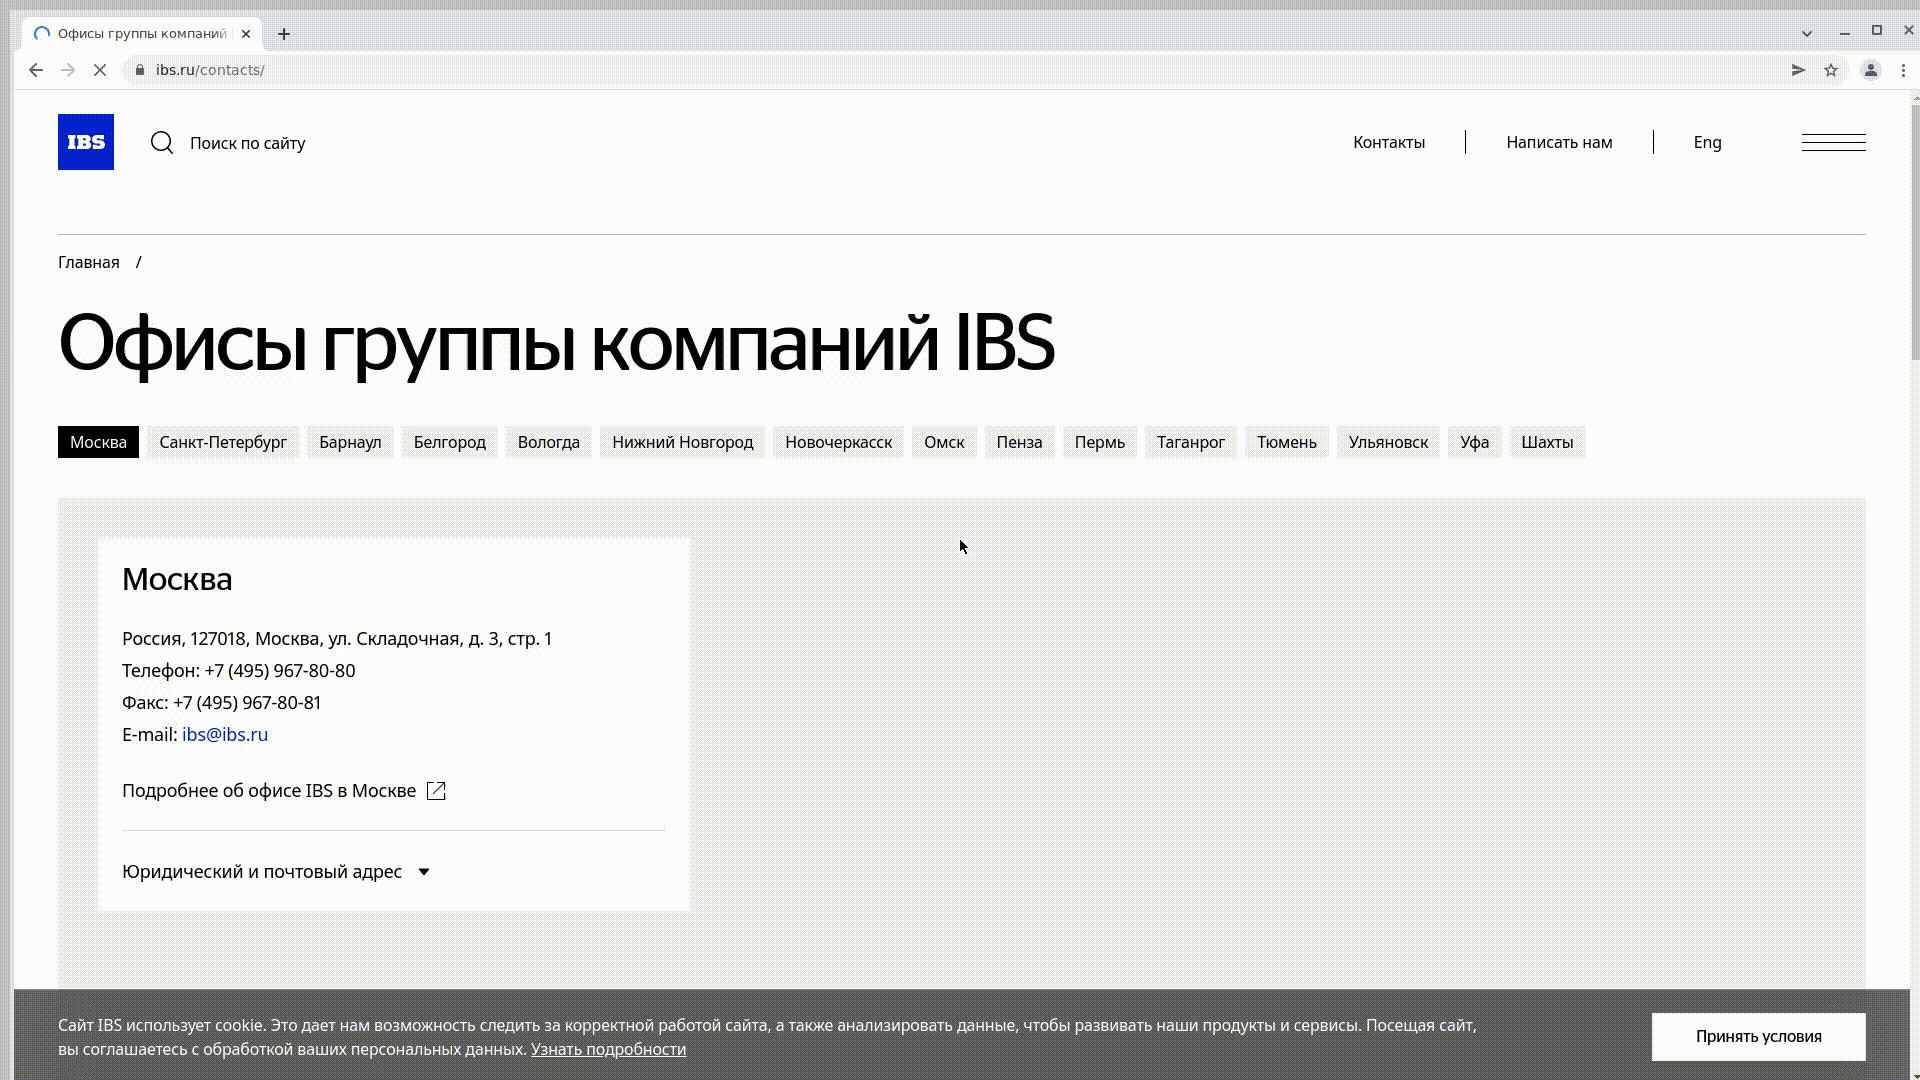 Офисы группы компаний
ibs.ru/contacts/
IBS
Поиск по сайту
Контакты
Написать нам
Eng
Главная /
Офисы группы компаний IBS
Москва Санкт-Петербург Барнаул Белгород Вологда Нижний Новгород Новочеркасск Омск Пенза Пермь Таганрог Тюмень Ульяновск Уфа Шахты
Москва
Россия, 127018, Москва, ул. Складочная, д. 3, стр. 1
Телефон: +7 (495) 967-80-80
Факс: +7 (495) 967-80-81
E-mail: ibs@ibs.ru
Подробнее об офисе IBS в Москве
Юридический и почтовый адрес
Сайт IBS использует cookie. Это дает нам возможность следить за корректной работой сайта, а также анализировать данные, чтобы развивать наши продукты и сервисы. Посещая сайт,
вы соглашаетесь с обработкой ваших персональных данных. Узнать подробности
Принять условия